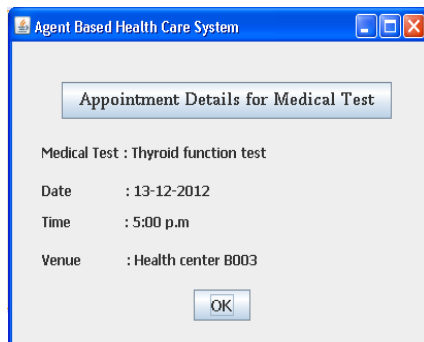 Agent Based Health Care System
Appointment Details for Medical Test
Medical Test : Thyroid function test
Date : 13-12-2012
Time : 5:00 p.m
Venue : Health center B003
OK